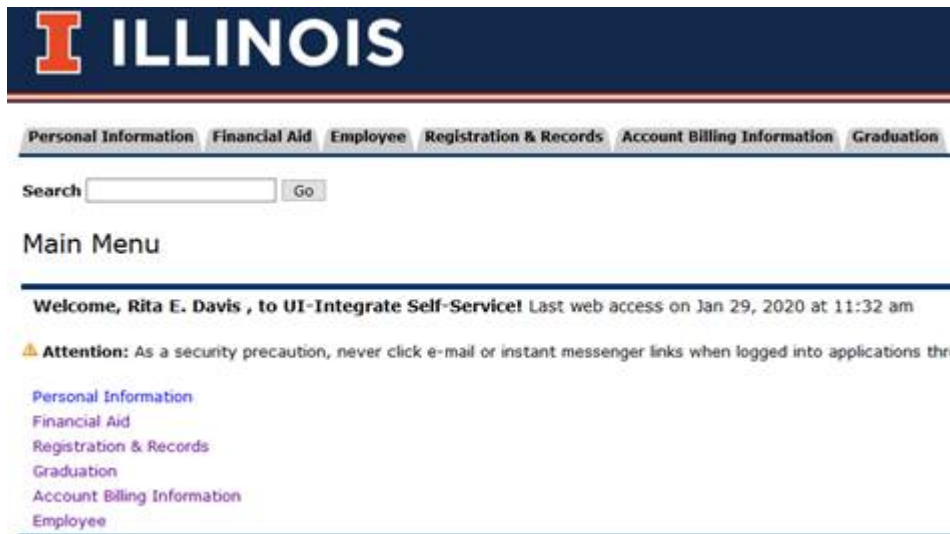 I ILLINOIS
Personal Information Financial Aid Employee Registration & Records Account Billing Information Graduation
Search Go
Main Menu
Welcome, Rita E. Davis , to UI-Integrate Self-Service! Last web access on Jan 29, 2020 at 11:32 am
Attention: As a security precaution, never click e-mail or instant messenger links when logged into applications thr
Personal Information
Financial Aid
Registration & Records
Graduation
Account Billing Information
Employee